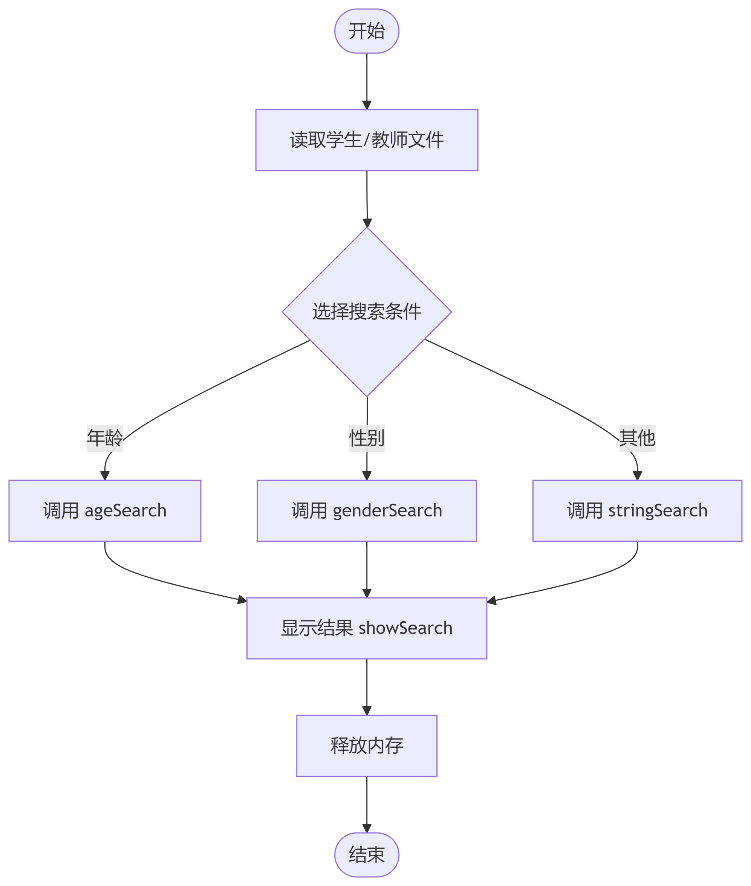 开始
读取学生/教师文件
选择搜索条件
年龄
性别
其他
调用 ageSearch
调用 genderSearch
调用 stringSearch
显示结果 showSearch
释放内存
结束